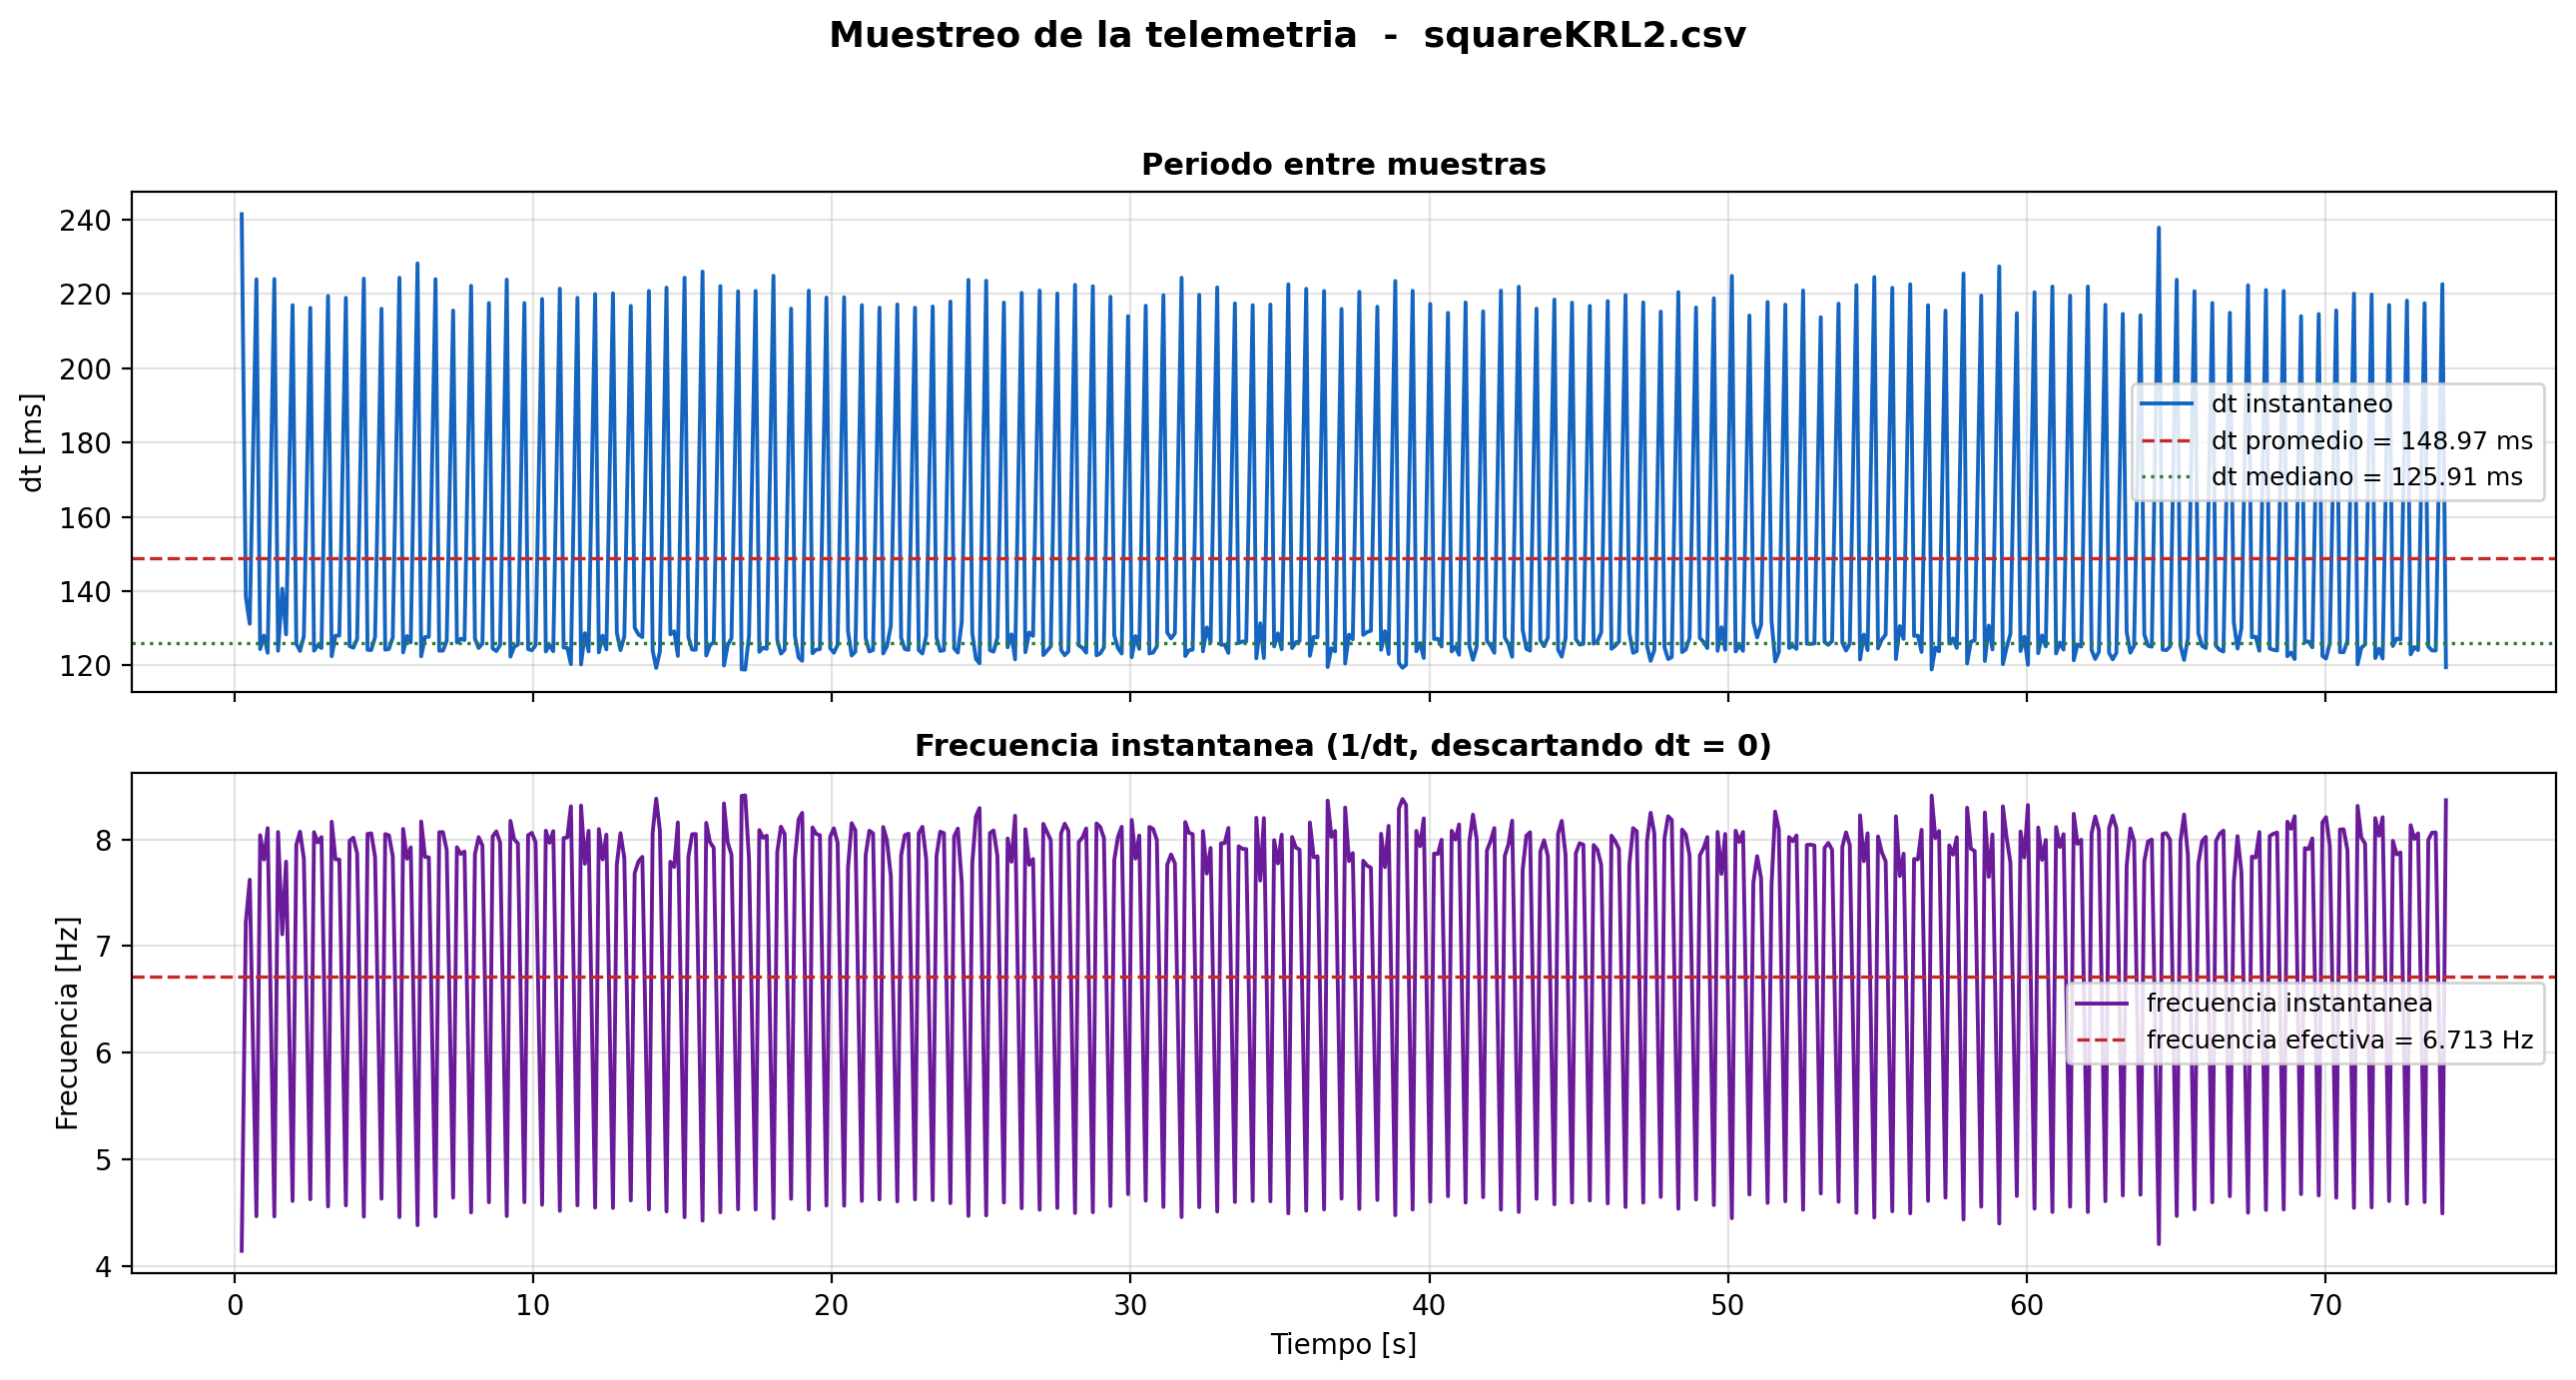 Muestreo de la telemetria - squareKRL2.csv
Periodo entre muestras
dt [ms]
240
220
200
180
160
140
120
dt instantaneo
dt promedio = 148.97 ms
dt mediano = 125.91 ms
Frecuencia instantanea (1/dt, descartando dt = 0)
Frecuencia [Hz]
8
7
6
5
4
frecuencia instantanea
frecuencia efectiva = 6.713 Hz
0 10 20 30 40 50 60 70
Tiempo [s]